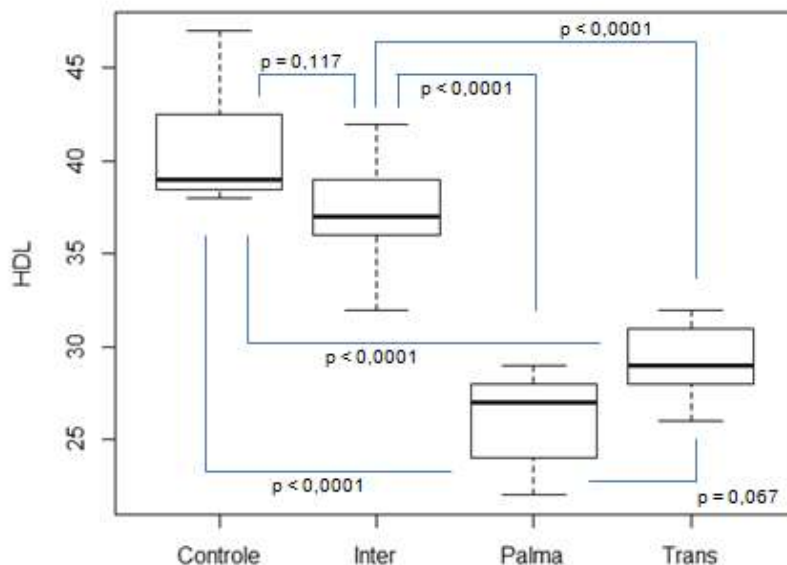 p < 0,0001
p = 0,117
p < 0,0001
45
40
35
30
25
HDL
p < 0,0001
p < 0,0001
p = 0,067
Controle
Inter
Palma
Trans